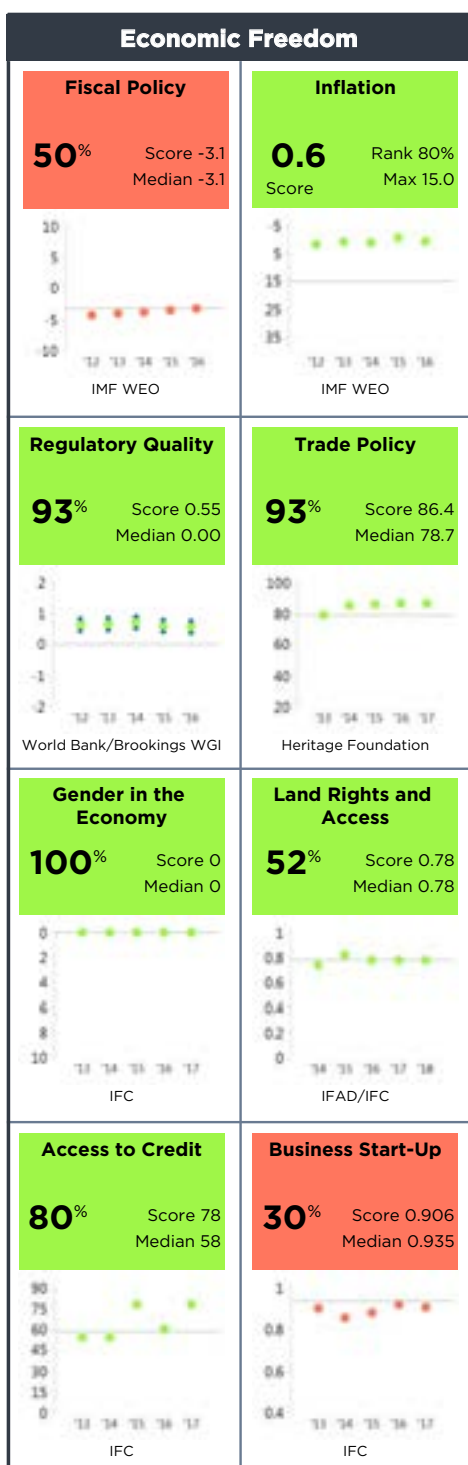 Economic Freedom
Fiscal Policy
50%
Score -3.1
Median -3.1
10
5
0
-5
-10
'12 '13 '14 '15 '16
IMF WEO
Inflation
0.6
Score
Rank 80%
Max 15.0
-5
5
15
25
35
'12 '13 '14 '15 '16
IMF WEO
Regulatory Quality
93%
Score 0.55
Median 0.00
2
1
0
-1
-2
'12 '13 '14 '15 '16
World Bank/Brookings WGI
Trade Policy
93%
Score 86.4
Median 78.7
100
80
60
40
20
'13 '14 '15 '16 '17
Heritage Foundation
Gender in the
Economy
100%
Score 0
Median 0
0
2
4
6
8
10
'13 '14 '15 '16 '17
IFC
Land Rights and
Access
52%
Score 0.78
Median 0.78
1
0.8
0.6
0.4
0.2
0
'14 '15 '16 '17 '18
IFAD/IFC
Access to Credit
80%
Score 78
Median 58
90
75
60
45
30
15
0
'13 '14 '15 '16 '17
IFC
Business Start-Up
30%
Score 0.906
Median 0.935
1
0.8
0.6
0.4
'13 '14 '15 '16 '17
IFC